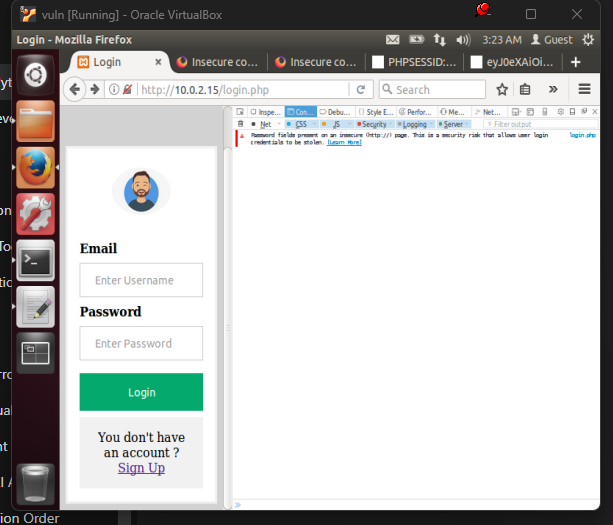 vuln [Running] - Oracle VirtualBox
Login - Mozilla Firefox
3:23 AM
Guest
Login
Insecure co...
Insecure co...
PHPSESSID:...
eyJ0eXAiOi...
http://10.0.2.15/login.php
Search
Inspe...
Con...
Debu...
Style E...
Perfor...
Me...
Net...
Net
CSS
JS
Security
Logging
Server
Filter output
Password fields present on an insecure (http://) page. This is a security risk that allows user login
login.php
credentials to be stolen. [Learn More]
Email
Enter Username
Password
Enter Password
Login
You don't have
an account ?
Sign Up
tion Order